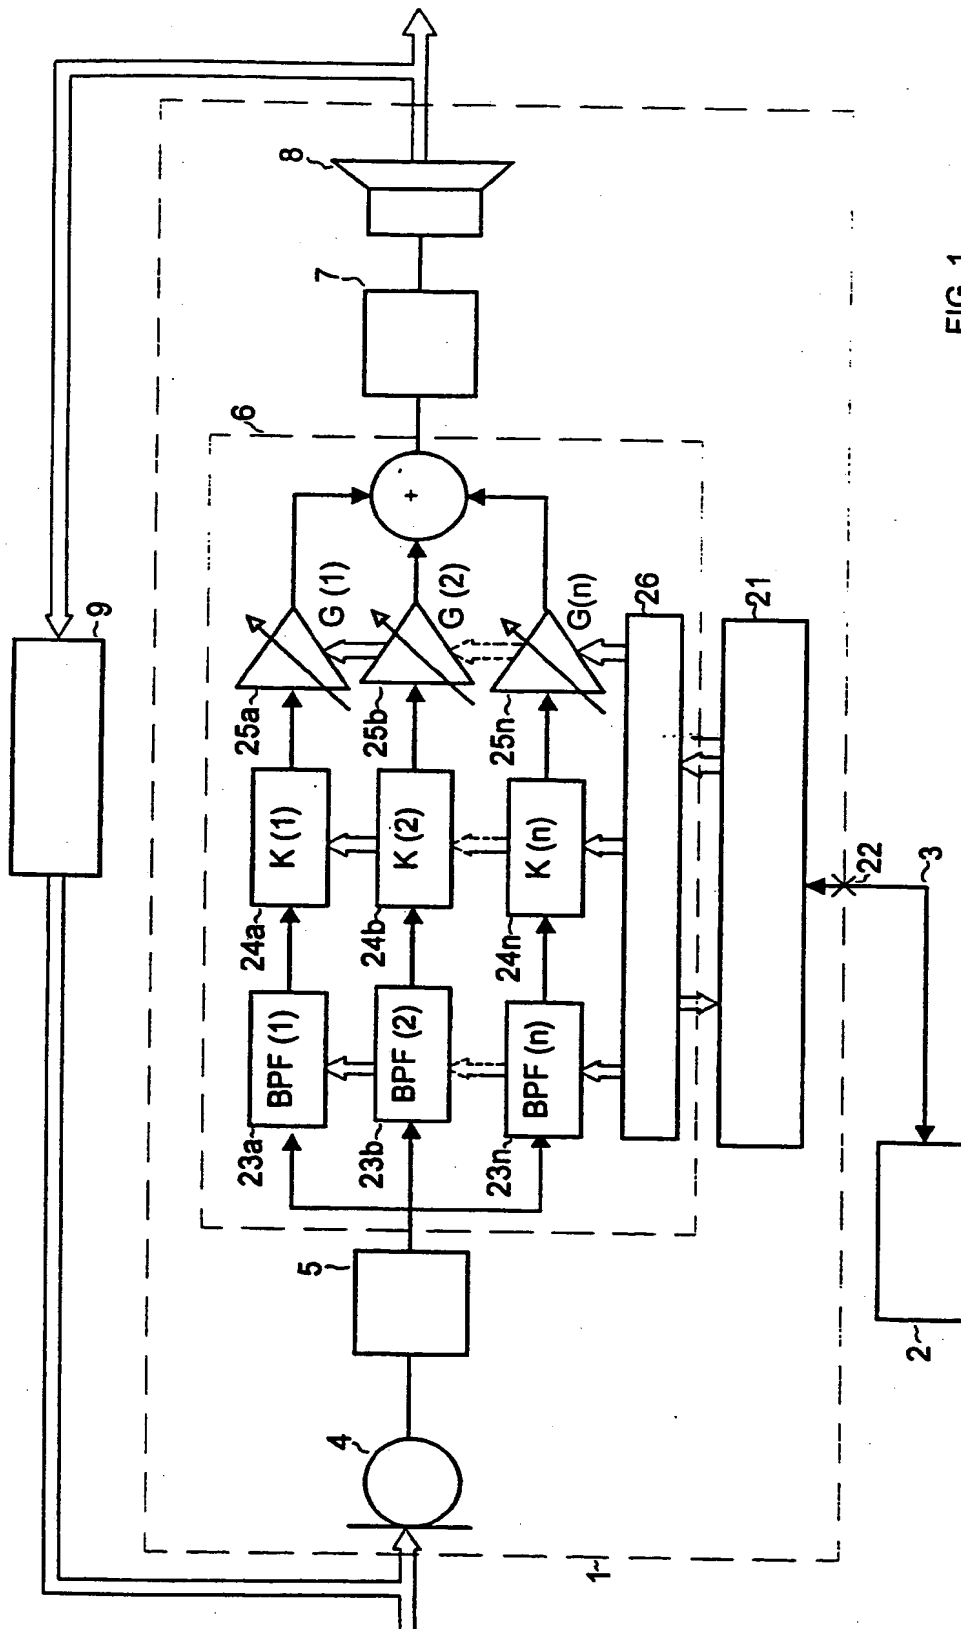 9
8
7
6
25a
G (1)
25b
G (2)
25n
G(n)
+
26
21
24a
K (1)
24b
K (2)
24n
K (n)
22
3
23a
BPF (1)
23b
BPF (2)
23n
BPF (n)
5
4
1
2
FIG. 1